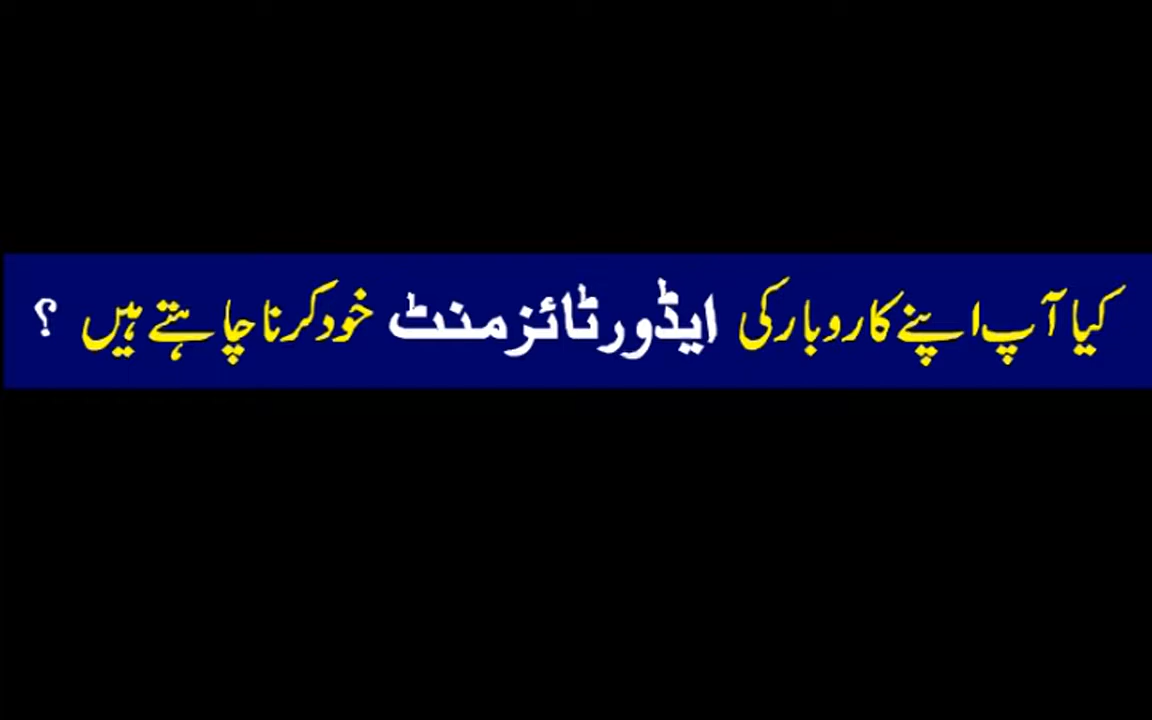 کیا آپ اپنے کاروبار کی ایڈورٹائزمنٹ خود کرنا چاہتے ہیں ؟